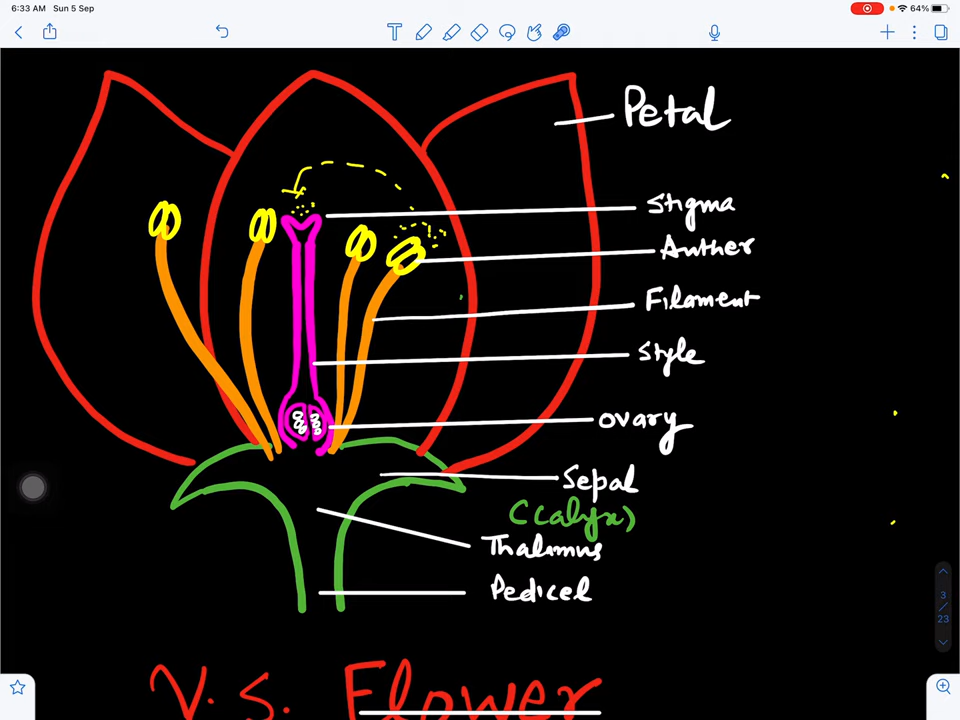 6:33 AM Sun 5 Sep
64%
T
Petal
Stigma
Anther
Filament
Style
ovary
Sepal
(Calyx)
Thalamus
Pedicel
3
/
23
V. S. Flower